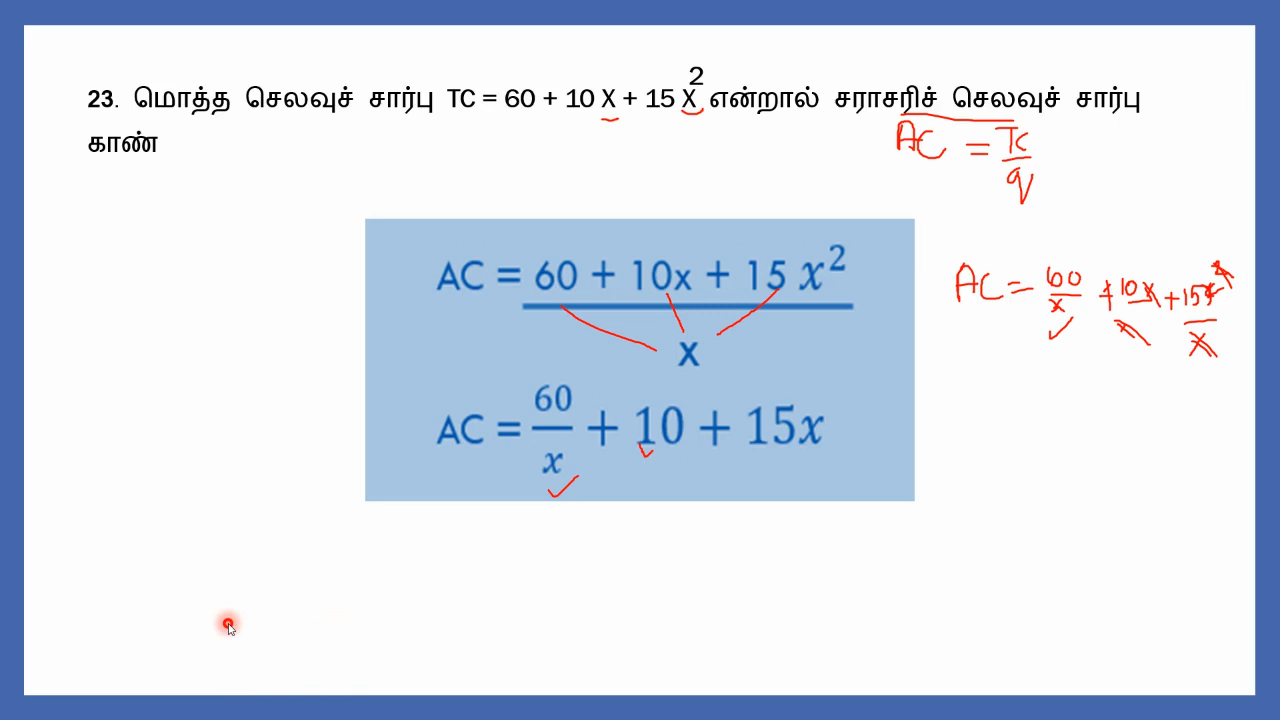 23. மொத்த செலவுச் சார்பு TC = 60 + 10 X + 15 X² என்றால் சராசரிச் செலவுச் சார்பு
காண்
AC = TC/q
AC = 60 + 10x + 15 x²
x
AC = 60/x + 10x/x + 15x²/x
AC = 60/x + 10 + 15x